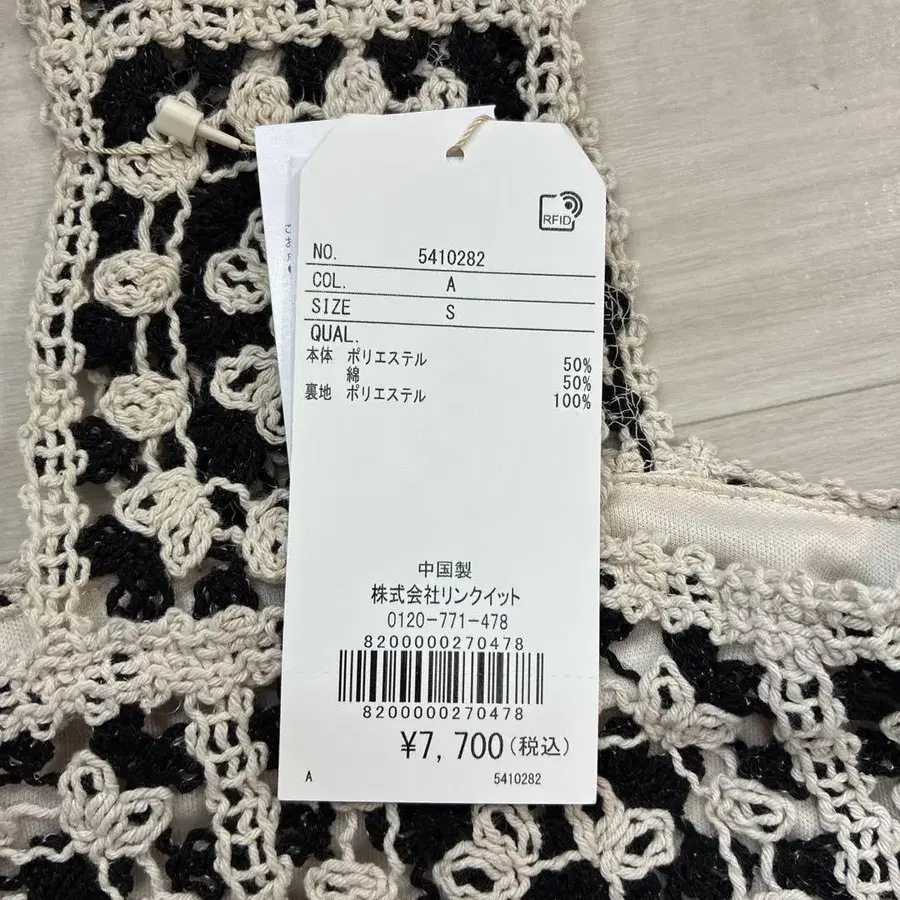 RFID
NO. 5410282
COL. A
SIZE S
QUAL.
本体 ポリエステル 50%
綿 50%
裏地 ポリエステル 100%
中国製
株式会社リンクイット
0120-771-478
8200000270478
8200000270478
¥7,700(税込)
A 5410282